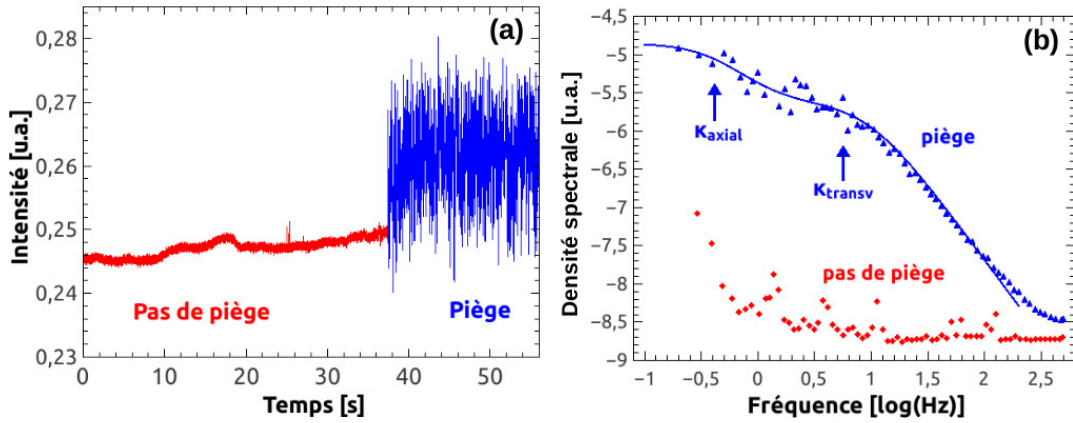 (a)
Intensité [u.a.]
0,28
0,27
0,26
0,25
0,24
0,23
Pas de piège
Piège
0 10 20 30 40 50
Temps [s]
(b)
Densité spectrale [u.a.]
−4,5
−5
−5,5
−6
−6,5
−7
−7,5
−8
−8,5
−9
κaxial
κtransv
piège
pas de piège
−1 −0,5 0 0,5 1 1,5 2 2,5
Fréquence [log(Hz)]